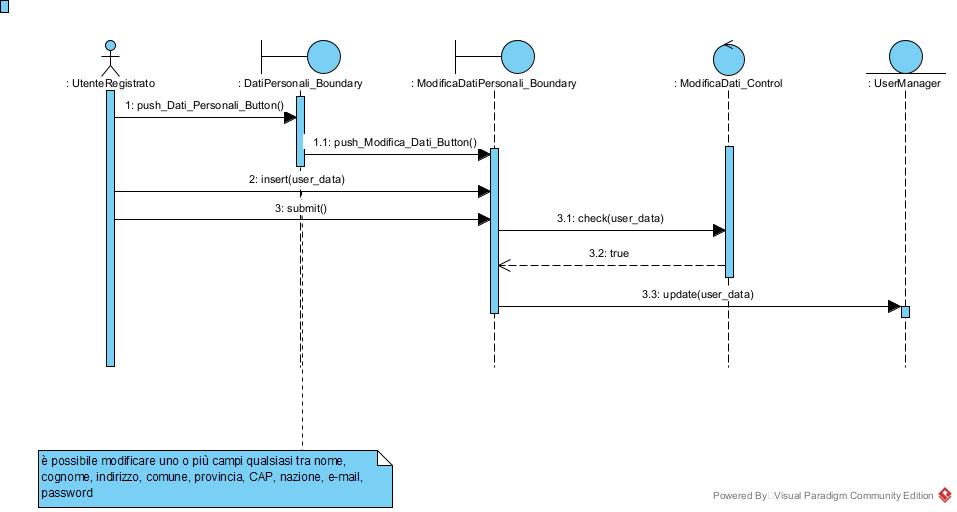 : UtenteRegistrato
: DatiPersonali_Boundary
: ModificaDatiPersonali_Boundary
: ModificaDati_Control
: UserManager
1: push_Dati_Personali_Button()
1.1: push_Modifica_Dati_Button()
2: insert(user_data)
3: submit()
3.1: check(user_data)
3.2: true
3.3: update(user_data)
è possibile modificare uno o più campi qualsiasi tra nome,
cognome, indirizzo, comune, provincia, CAP, nazione, e-mail,
password
Powered By Visual Paradigm Community Edition